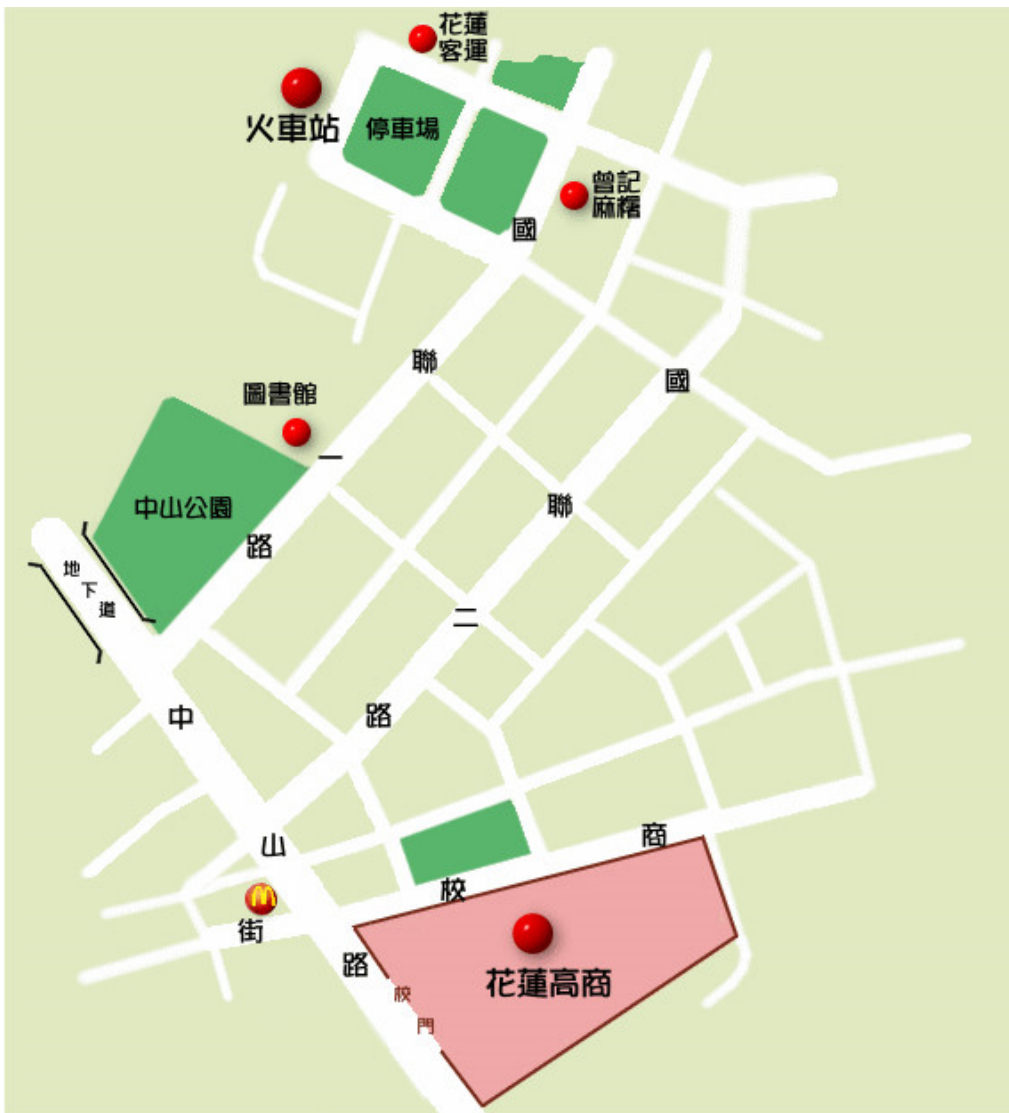 花蓮
客運
火車站
停車場
曾記
麻糬
國聯一路
國聯二路
圖書館
中山公園
地下道
中山路
商校街
花蓮高商
校門